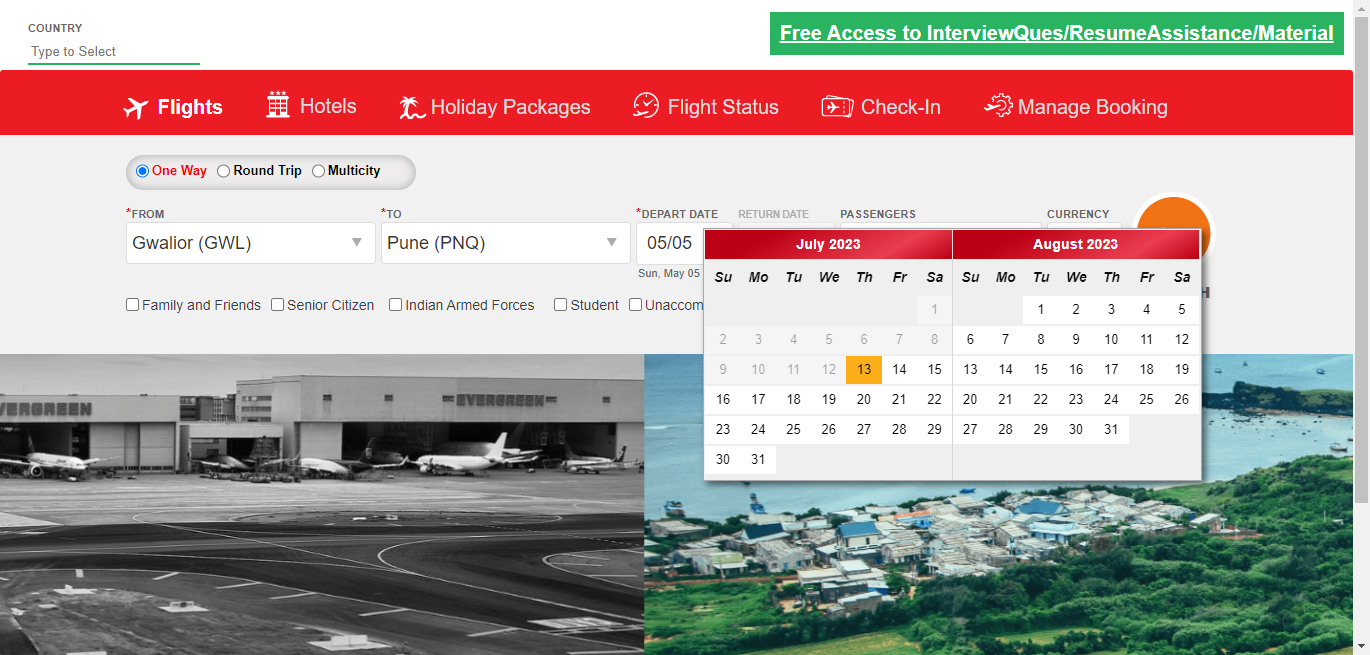 COUNTRY
Type to Select
Free Access to InterviewQues/ResumeAssistance/Material
Flights Hotels Holiday Packages Flight Status Check-In Manage Booking
One Way Round Trip Multicity
*FROM *TO *DEPART DATE RETURN DATE PASSENGERS CURRENCY
Gwalior (GWL) Pune (PNQ) 05/05
Sun, May 05
Family and Friends Senior Citizen Indian Armed Forces Student Unaccom
July 2023
Su Mo Tu We Th Fr Sa
1
2 3 4 5 6 7 8
9 10 11 12 13 14 15
16 17 18 19 20 21 22
23 24 25 26 27 28 29
30 31
August 2023
Su Mo Tu We Th Fr Sa
1 2 3 4 5
6 7 8 9 10 11 12
13 14 15 16 17 18 19
20 21 22 23 24 25 26
27 28 29 30 31
H
EVERGREEN
EVERGREEN